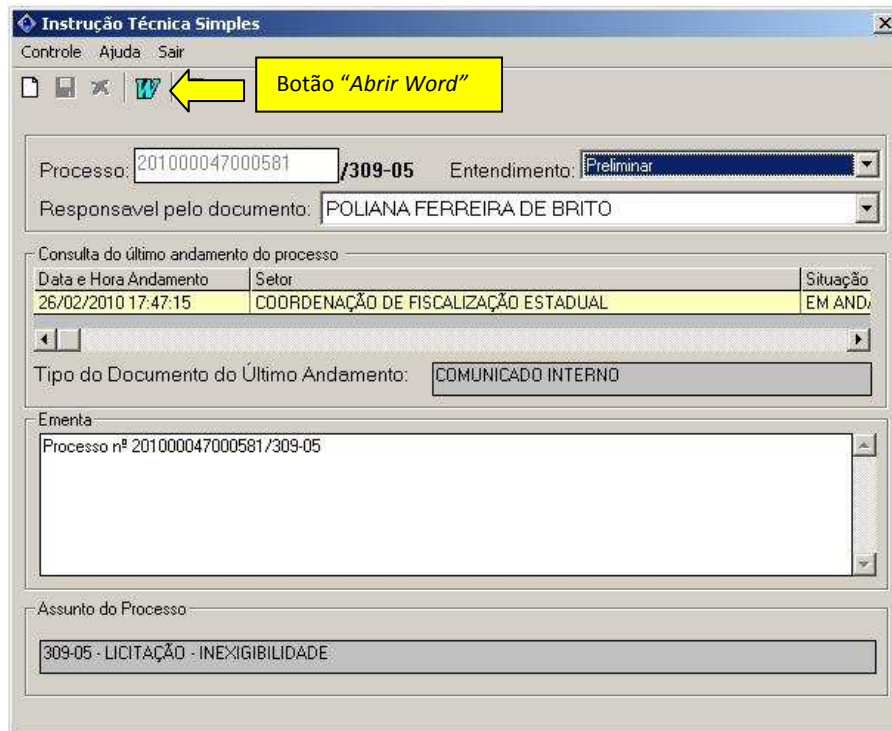 Instrução Técnica Simples
Controle Ajuda Sair
W
Botão “Abrir Word”
Processo: 201000047000581 /309-05 Entendimento: Preliminar
Responsavel pelo documento: POLIANA FERREIRA DE BRITO
Consulta do último andamento do processo
Data e Hora Andamento Setor Situação
26/02/2010 17:47:15 COORDENAÇÃO DE FISCALIZAÇÃO ESTADUAL EM AND
Tipo do Documento do Último Andamento: COMUNICADO INTERNO
Ementa
Processo nº 201000047000581/309-05
Assunto do Processo
309-05 - LICITAÇÃO - INEXIGIBILIDADE